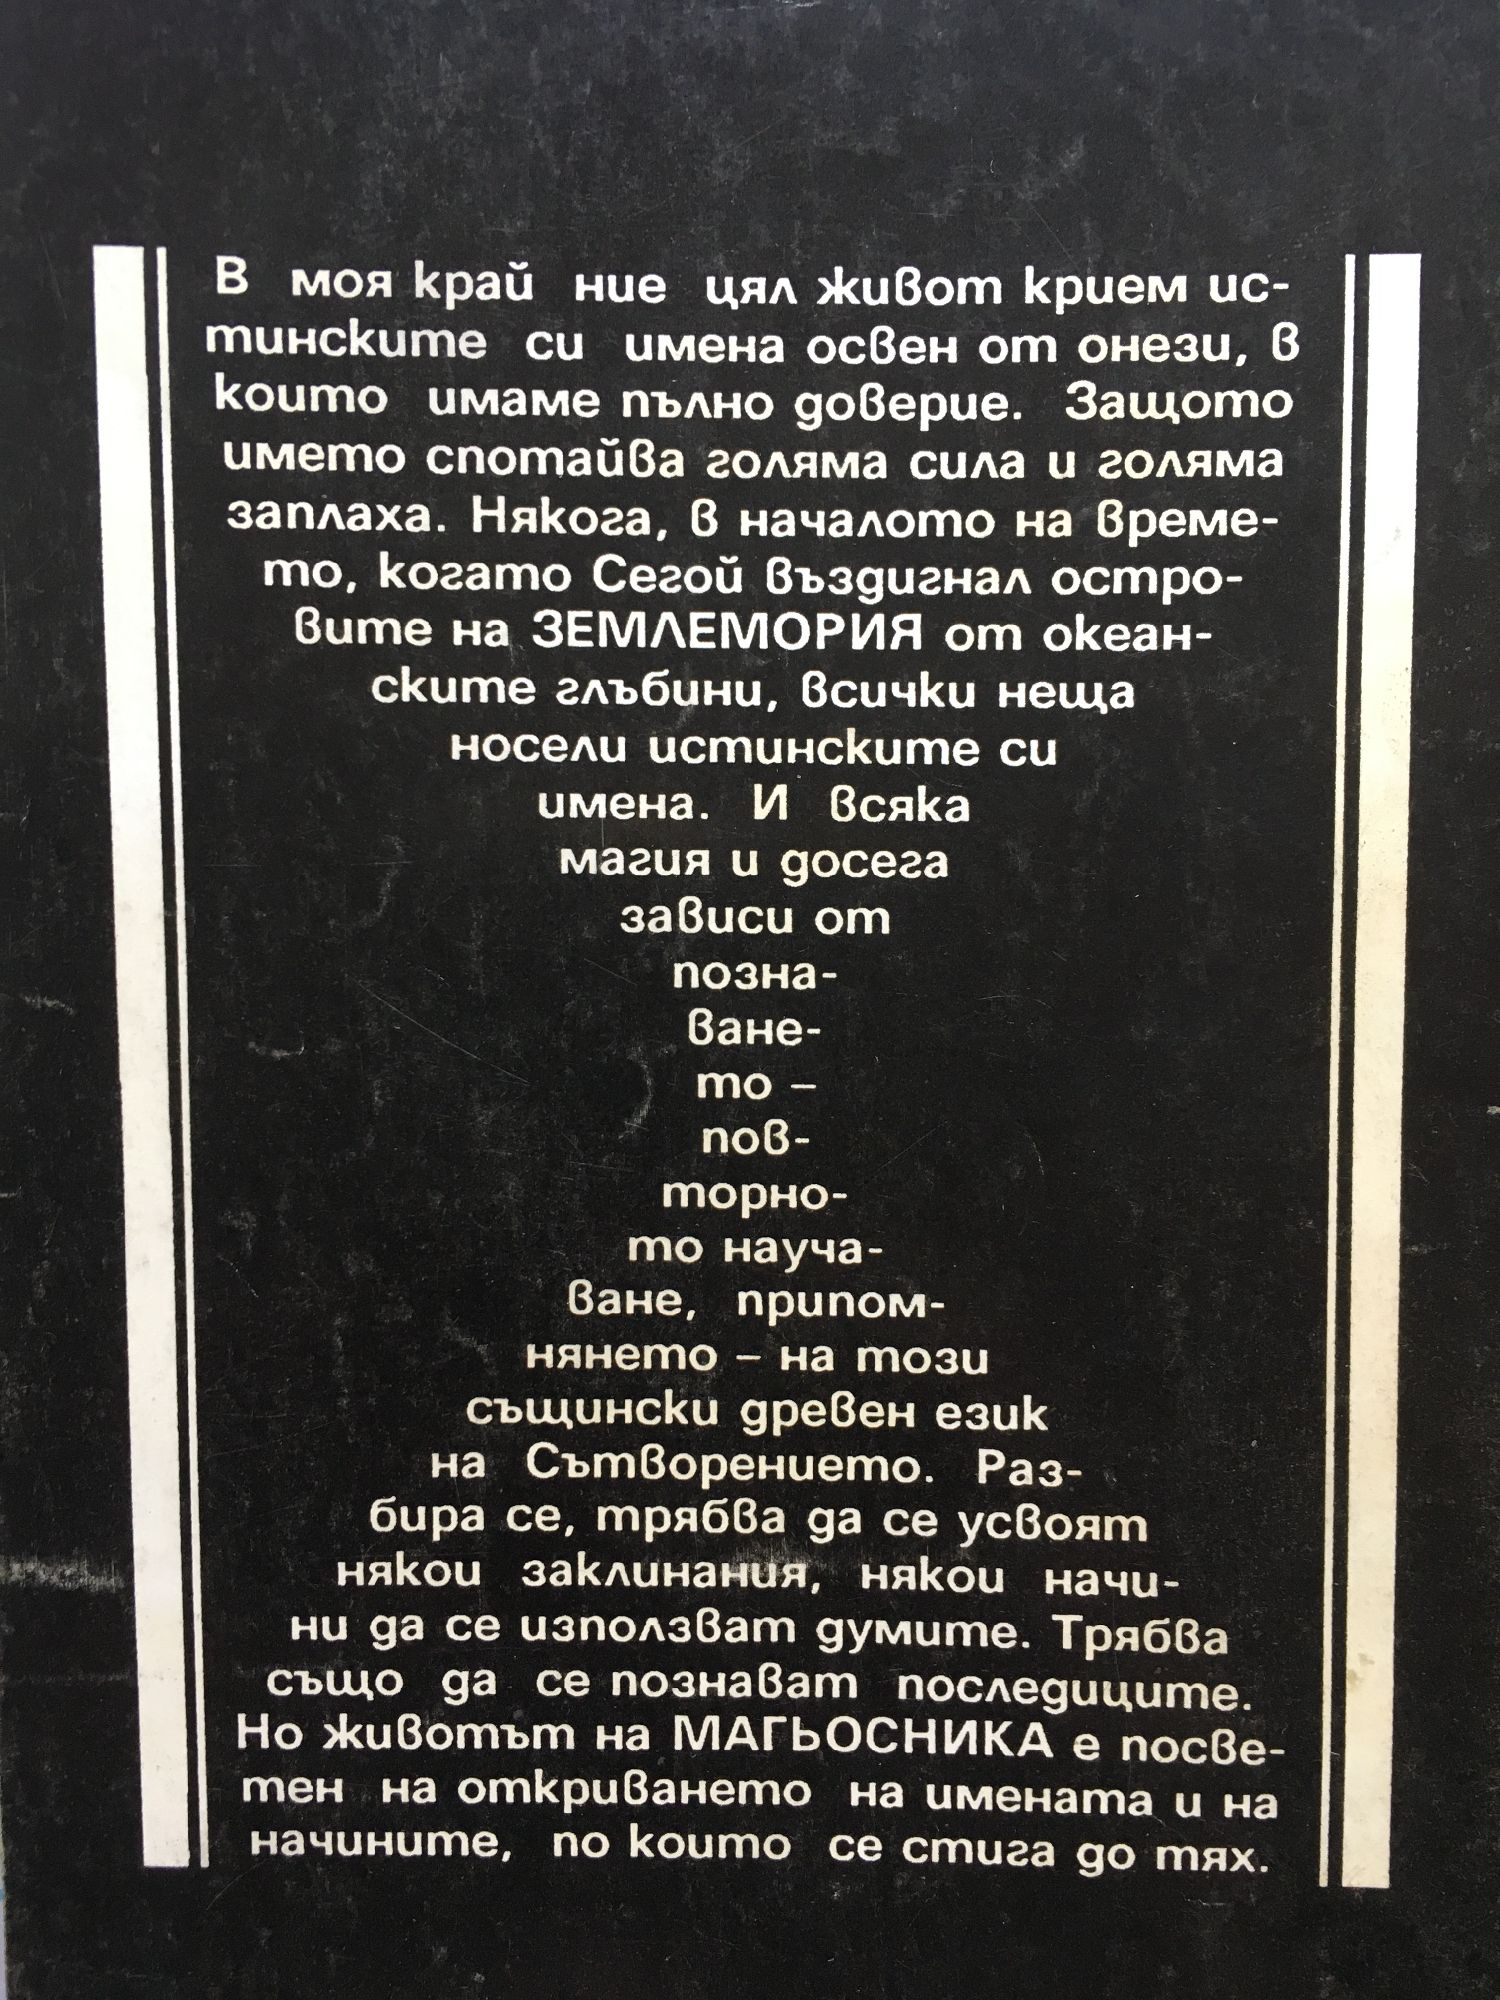 В моя край ние цял живот крием ис-
тинските си имена освен от онези, в
които имаме пълно доверие. Защото
името спотайва голяма сила и голяма
заплаха. Някога, в началото на време-
то, когато Сегой въздигнал остро-
вите на ЗЕМЛЕМОРИЯ от океан-
ските глъбини, всички неща
носели истинските си
имена. И всяка
магия и досега
зависи от
позна-
ване-
то –
пов-
торно-
то науча-
ване, припом-
нянето – на този
същински древен език
на Сътворението. Раз-
бира се, трябва да се усвоят
някои заклинания, някои начи-
ни да се използват думите. Трябва
също да се познават последиците.
Но животът на МАГЬОСНИКА е посве-
тен на откриването на имената и на
начините, по които се стига до тях.